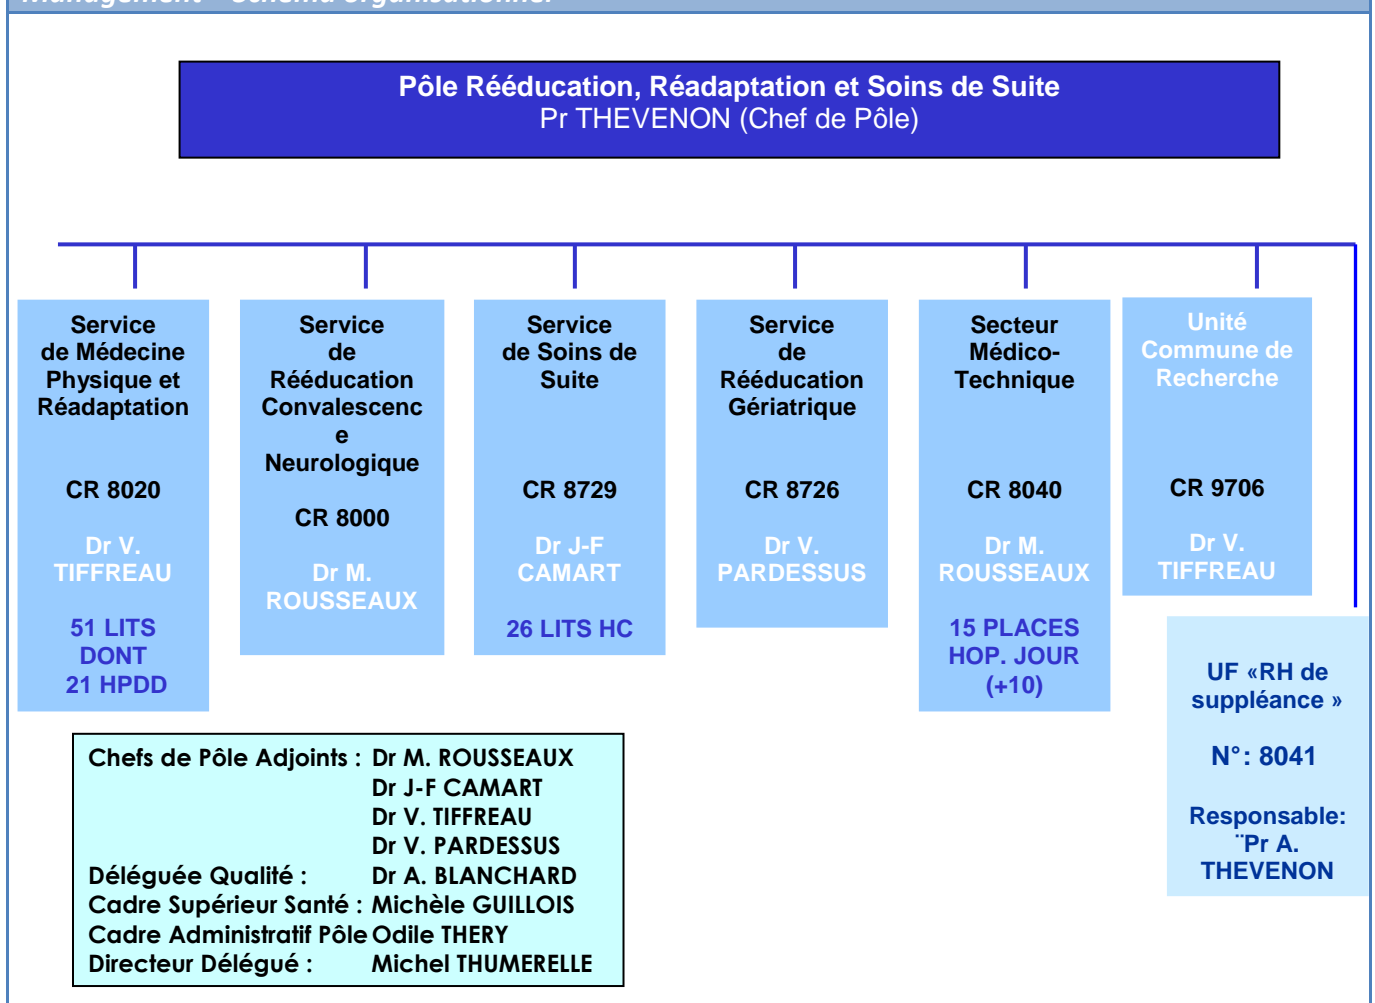 Management – Schéma organisationnel
Pôle Rééducation, Réadaptation et Soins de Suite
Pr THEVENON (Chef de Pôle)
Service
de Médecine
Physique et
Réadaptation
CR 8020
Dr V.
TIFFREAU
51 LITS
DONT
21 HPDD
Service
de
Rééducation
Convalescenc
e
Neurologique
CR 8000
Dr M.
ROUSSEAUX
Service
de Soins de
Suite
CR 8729
Dr J-F
CAMART
26 LITS HC
Service
de
Rééducation
Gériatrique
CR 8726
Dr V.
PARDESSUS
Secteur
Médico-
Technique
CR 8040
Dr M.
ROUSSEAUX
15 PLACES
HOP. JOUR
(+10)
Unité
Commune de
Recherche
CR 9706
Dr V.
TIFFREAU
UF «RH de
suppléance »
N°: 8041
Responsable:
¨Pr A.
THEVENON
Chefs de Pôle Adjoints : Dr M. ROUSSEAUX
Dr J-F CAMART
Dr V. TIFFREAU
Dr V. PARDESSUS
Déléguée Qualité : Dr A. BLANCHARD
Cadre Supérieur Santé : Michèle GUILLOIS
Cadre Administratif Pôle Odile THERY
Directeur Délégué : Michel THUMERELLE